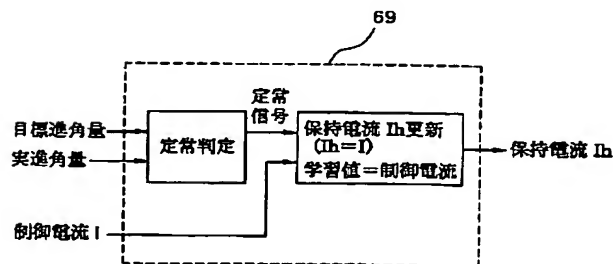 69
目標進角量
実進角量
定常判定
定常
信号
保持電流 Ih更新
(Ih=I)
学習値=制御電流
保持電流 Ih
制御電流 I